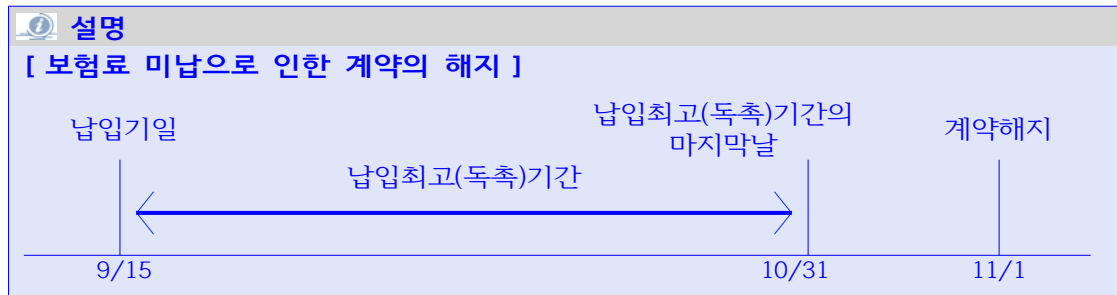 설명
[ 보험료 미납으로 인한 계약의 해지 ]
납입기일
납입최고(독촉)기간의
마지막날
계약해지
납입최고(독촉)기간
9/15
10/31
11/1